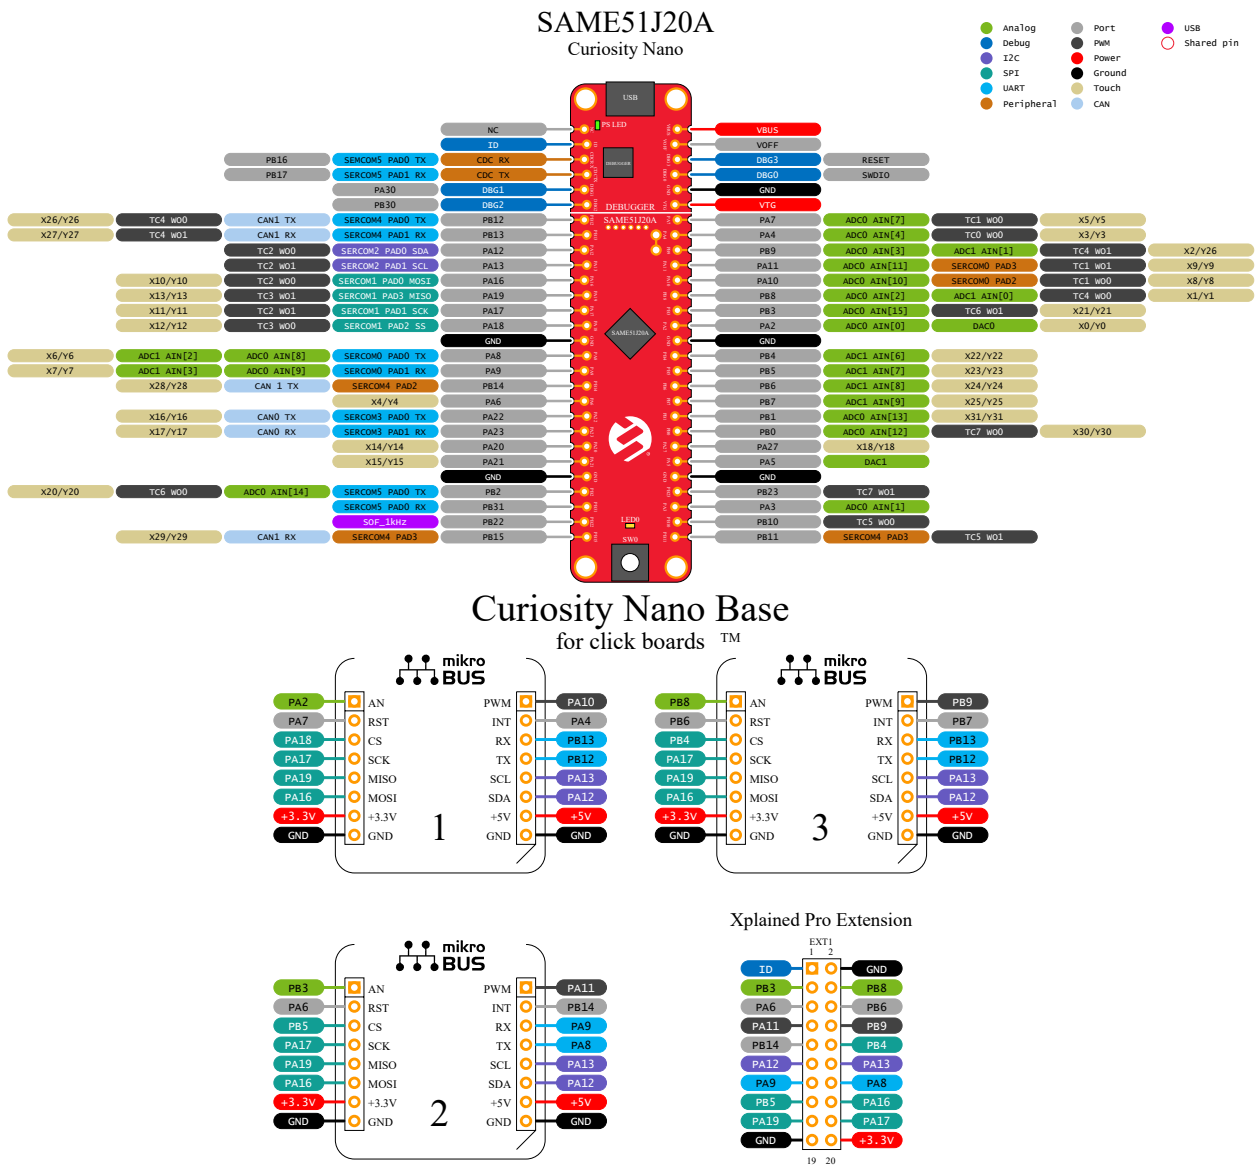 SAME51J20A
Curiosity Nano
Analog Port USB
Debug PWM Shared pin
I2C Power
SPI Ground
UART Touch
Peripheral CAN
USB
PS LED
DEBUGGER
DEBUGGER
SAME51J20A
SAME51J20A
LED0
SW0
NC VBUS
ID VOFF
PB16 SEMCOM5 PAD0 TX CDC RX DBG3 RESET
PB17 SERCOM5 PAD1 RX CDC TX DBG0 SWDIO
PA30 DBG1 GND
PB30 DBG2 VTG
X26/Y26 TC4 WO0 CAN1 TX SERCOM4 PAD0 TX PB12 PA7 ADC0 AIN[7] TC1 WO0 X5/Y5
X27/Y27 TC4 WO1 CAN1 RX SERCOM4 PAD1 RX PB13 PA4 ADC0 AIN[4] TC0 WO0 X3/Y3
TC2 WO0 SERCOM2 PAD0 SDA PA12 PB9 ADC0 AIN[3] ADC1 AIN[1] TC4 WO1 X2/Y26
TC2 WO1 SERCOM2 PAD1 SCL PA13 PA11 ADC0 AIN[11] SERCOM0 PAD3 TC1 WO1 X9/Y9
X10/Y10 TC2 WO0 SERCOM1 PAD0 MOSI PA16 PA10 ADC0 AIN[10] SERCOM0 PAD2 TC1 WO0 X8/Y8
X13/Y13 TC3 WO1 SERCOM1 PAD3 MISO PA19 PB8 ADC0 AIN[2] ADC1 AIN[0] TC4 WO0 X1/Y1
X11/Y11 TC2 WO1 SERCOM1 PAD1 SCK PA17 PB3 ADC0 AIN[15] TC6 WO1 X21/Y21
X12/Y12 TC3 WO0 SERCOM1 PAD2 SS PA18 PA2 ADC0 AIN[0] DAC0 X0/Y0
GND GND
X6/Y6 ADC1 AIN[2] ADC0 AIN[8] SERCOM0 PAD0 TX PA8 PB4 ADC1 AIN[6] X22/Y22
X7/Y7 ADC1 AIN[3] ADC0 AIN[9] SERCOM0 PAD1 RX PA9 PB5 ADC1 AIN[7] X23/Y23
X28/Y28 CAN 1 TX SERCOM4 PAD2 PB14 PB6 ADC1 AIN[8] X24/Y24
X4/Y4 PA6 PB7 ADC1 AIN[9] X25/Y25
X16/Y16 CAN0 TX SERCOM3 PAD0 TX PA22 PB1 ADC0 AIN[13] X31/Y31
X17/Y17 CAN0 RX SERCOM3 PAD1 RX PA23 PB0 ADC0 AIN[12] TC7 WO0 X30/Y30
X14/Y14 PA20 PA27 X18/Y18
X15/Y15 PA21 PA5 DAC1
GND GND
X20/Y20 TC6 WO0 ADC0 AIN[14] SERCOM5 PAD0 TX PB2 PB23 TC7 WO1
SERCOM5 PAD0 RX PB31 PA3 ADC0 AIN[1]
SOF_1kHz PB22 PB10 TC5 WO0
X29/Y29 CAN1 RX SERCOM4 PAD3 PB15 PB11 SERCOM4 PAD3 TC5 WO1
Curiosity Nano Base
for click boards ™
mikro
BUS
PA2 AN PWM PA10
PA7 RST INT PA4
PA18 CS RX PB13
PA17 SCK TX PB12
PA19 MISO SCL PA13
PA16 MOSI SDA PA12
+3.3V +3.3V +5V +5V
GND GND GND GND
1
mikro
BUS
PB8 AN PWM PB9
PB6 RST INT PB7
PB4 CS RX PB13
PA17 SCK TX PB12
PA19 MISO SCL PA13
PA16 MOSI SDA PA12
+3.3V +3.3V +5V +5V
GND GND GND GND
3
mikro
BUS
PB3 AN PWM PA11
PA6 RST INT PB14
PB5 CS RX PA9
PA17 SCK TX PA8
PA19 MISO SCL PA13
PA16 MOSI SDA PA12
+3.3V +3.3V +5V +5V
GND GND GND GND
2
Xplained Pro Extension
EXT1
1 2
ID GND
PB3 PB8
PA6 PB6
PA11 PB9
PB14 PB4
PA12 PA13
PA9 PA8
PB5 PA16
PA19 PA17
GND +3.3V
19 20